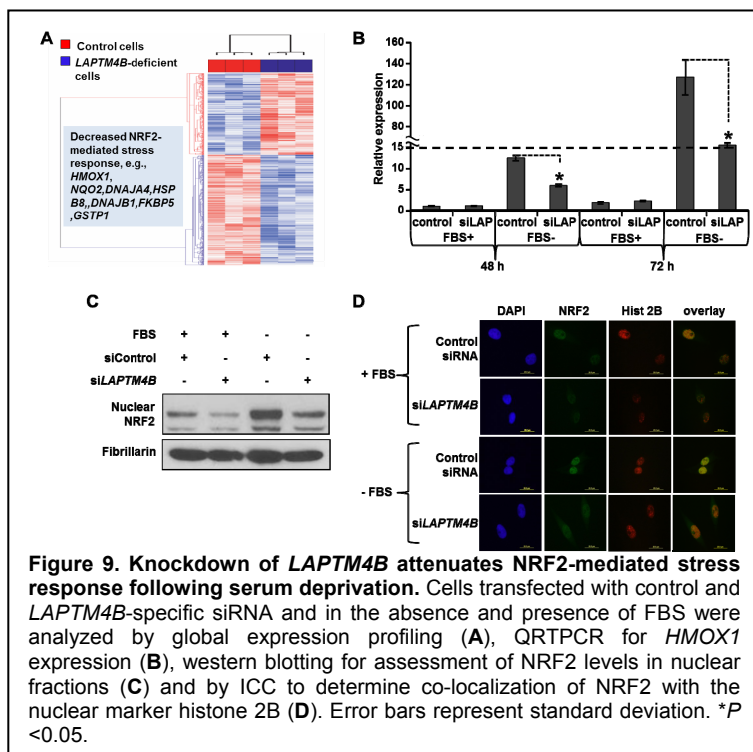 A
Control cells
LAPTM4B-deficient
cells
Decreased NRF2-
mediated stress
response, e.g.,
HMOX1,
NQO2,DNAJA4,HSP
B8,,DNAJB1,FKBP5
,GSTP1
B
Relative expression
160
140
120
100
80
60
40
20
15
10
5
0
* *
control siLAP control siLAP control siLAP control siLAP
FBS+ FBS- FBS+ FBS-
48 h 72 h
C
FBS + + - -
siControl + - + -
siLAPTM4B - + - +
Nuclear
NRF2
Fibrillarin
D
DAPI NRF2 Hist 2B overlay
+ FBS
Control
siRNA
siLAPTM4B
- FBS
Control
siRNA
siLAPTM4B
Figure 9. Knockdown of LAPTM4B attenuates NRF2-mediated stress
response following serum deprivation. Cells transfected with control and
LAPTM4B-specific siRNA and in the absence and presence of FBS were
analyzed by global expression profiling (A), QRTPCR for HMOX1
expression (B), western blotting for assessment of NRF2 levels in nuclear
fractions (C) and by ICC to determine co-localization of NRF2 with the
nuclear marker histone 2B (D). Error bars represent standard deviation. *P
<0.05.